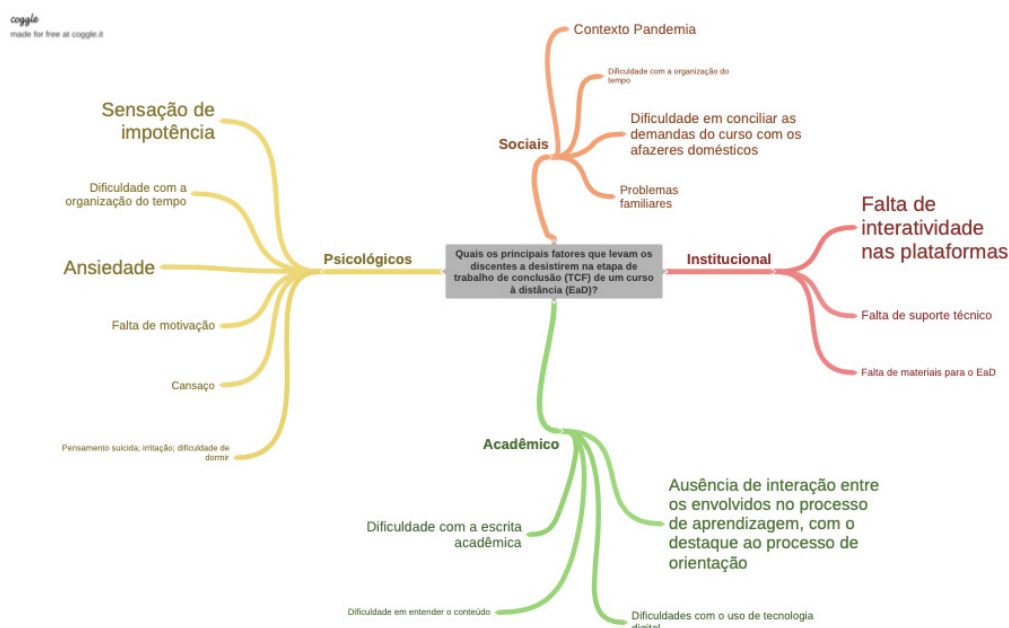 coggle
made for free at coggle.it
Contexto Pandemia
Dificuldade com a organização do
tempo
Dificuldade em conciliar as
demandas do curso com os
afazeres domésticos
Problemas
familiares
Sociais
Sensação de
impotência
Dificuldade com a
organização do tempo
Ansiedade
Falta de motivação
Cansaço
Pensamento suicida; irritação; dificuldade de
dormir
Psicológicos
Quais os principais fatores que levam os
discentes a desistirem na etapa de
trabalho de conclusão (TCF) de um curso
à distância (EaD)?
Institucional
Falta de
interatividade
nas plataformas
Falta de suporte técnico
Falta de materiais para o EaD
Acadêmico
Dificuldade com a escrita
acadêmica
Dificuldade em entender o conteúdo
Ausência de interação entre
os envolvidos no processo
de aprendizagem, com o
destaque ao processo de
orientação
Dificuldades com o uso de tecnologia
digital